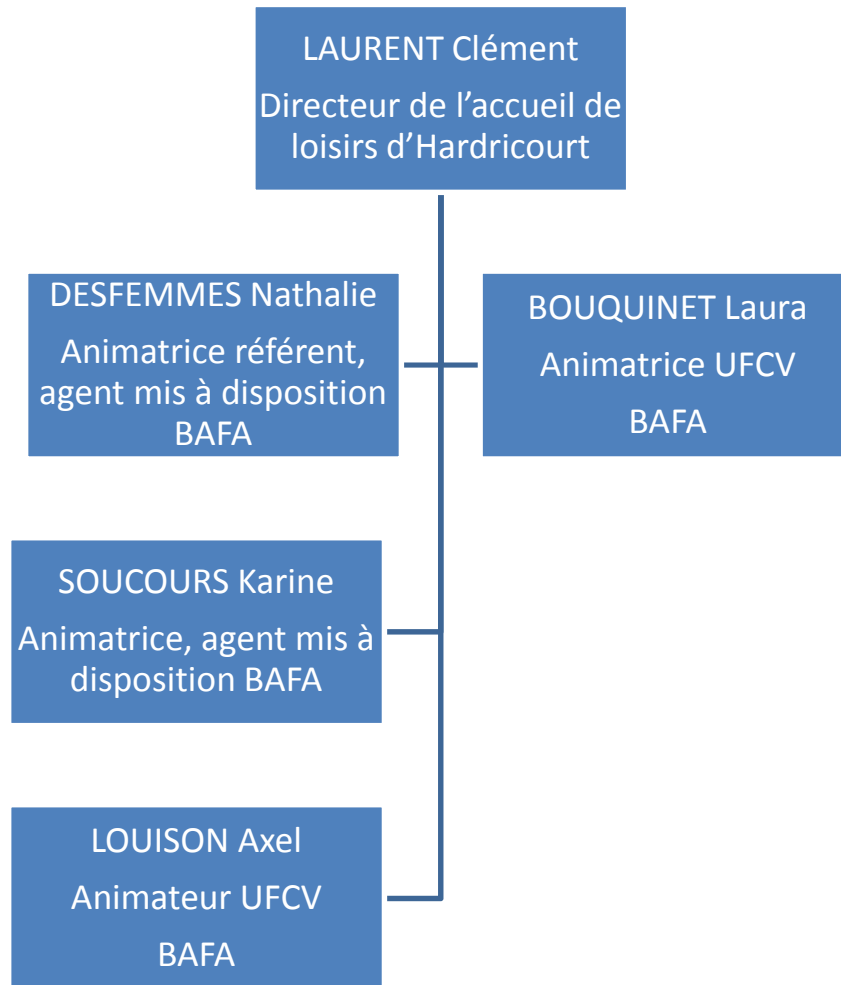 LAURENT Clément
Directeur de l’accueil de
loisirs d’Hardricourt
DESFEMMES Nathalie
Animatrice référent,
agent mis à disposition
BAFA
BOUQUINET Laura
Animatrice UFCV
BAFA
SOUCOURS Karine
Animatrice, agent mis à
disposition BAFA
LOUISON Axel
Animateur UFCV
BAFA